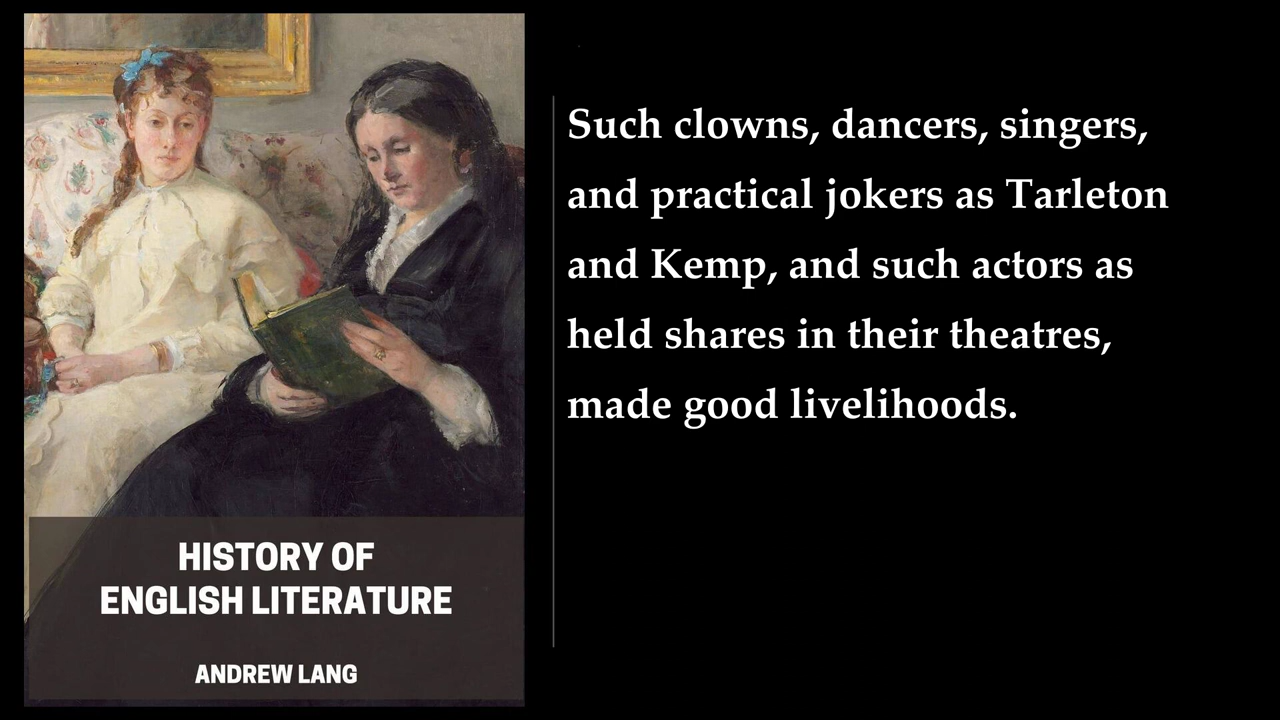 HISTORY OF
ENGLISH LITERATURE
ANDREW LANG
Such clowns, dancers, singers,
and practical jokers as Tarleton
and Kemp, and such actors as
held shares in their theatres,
made good livelihoods.